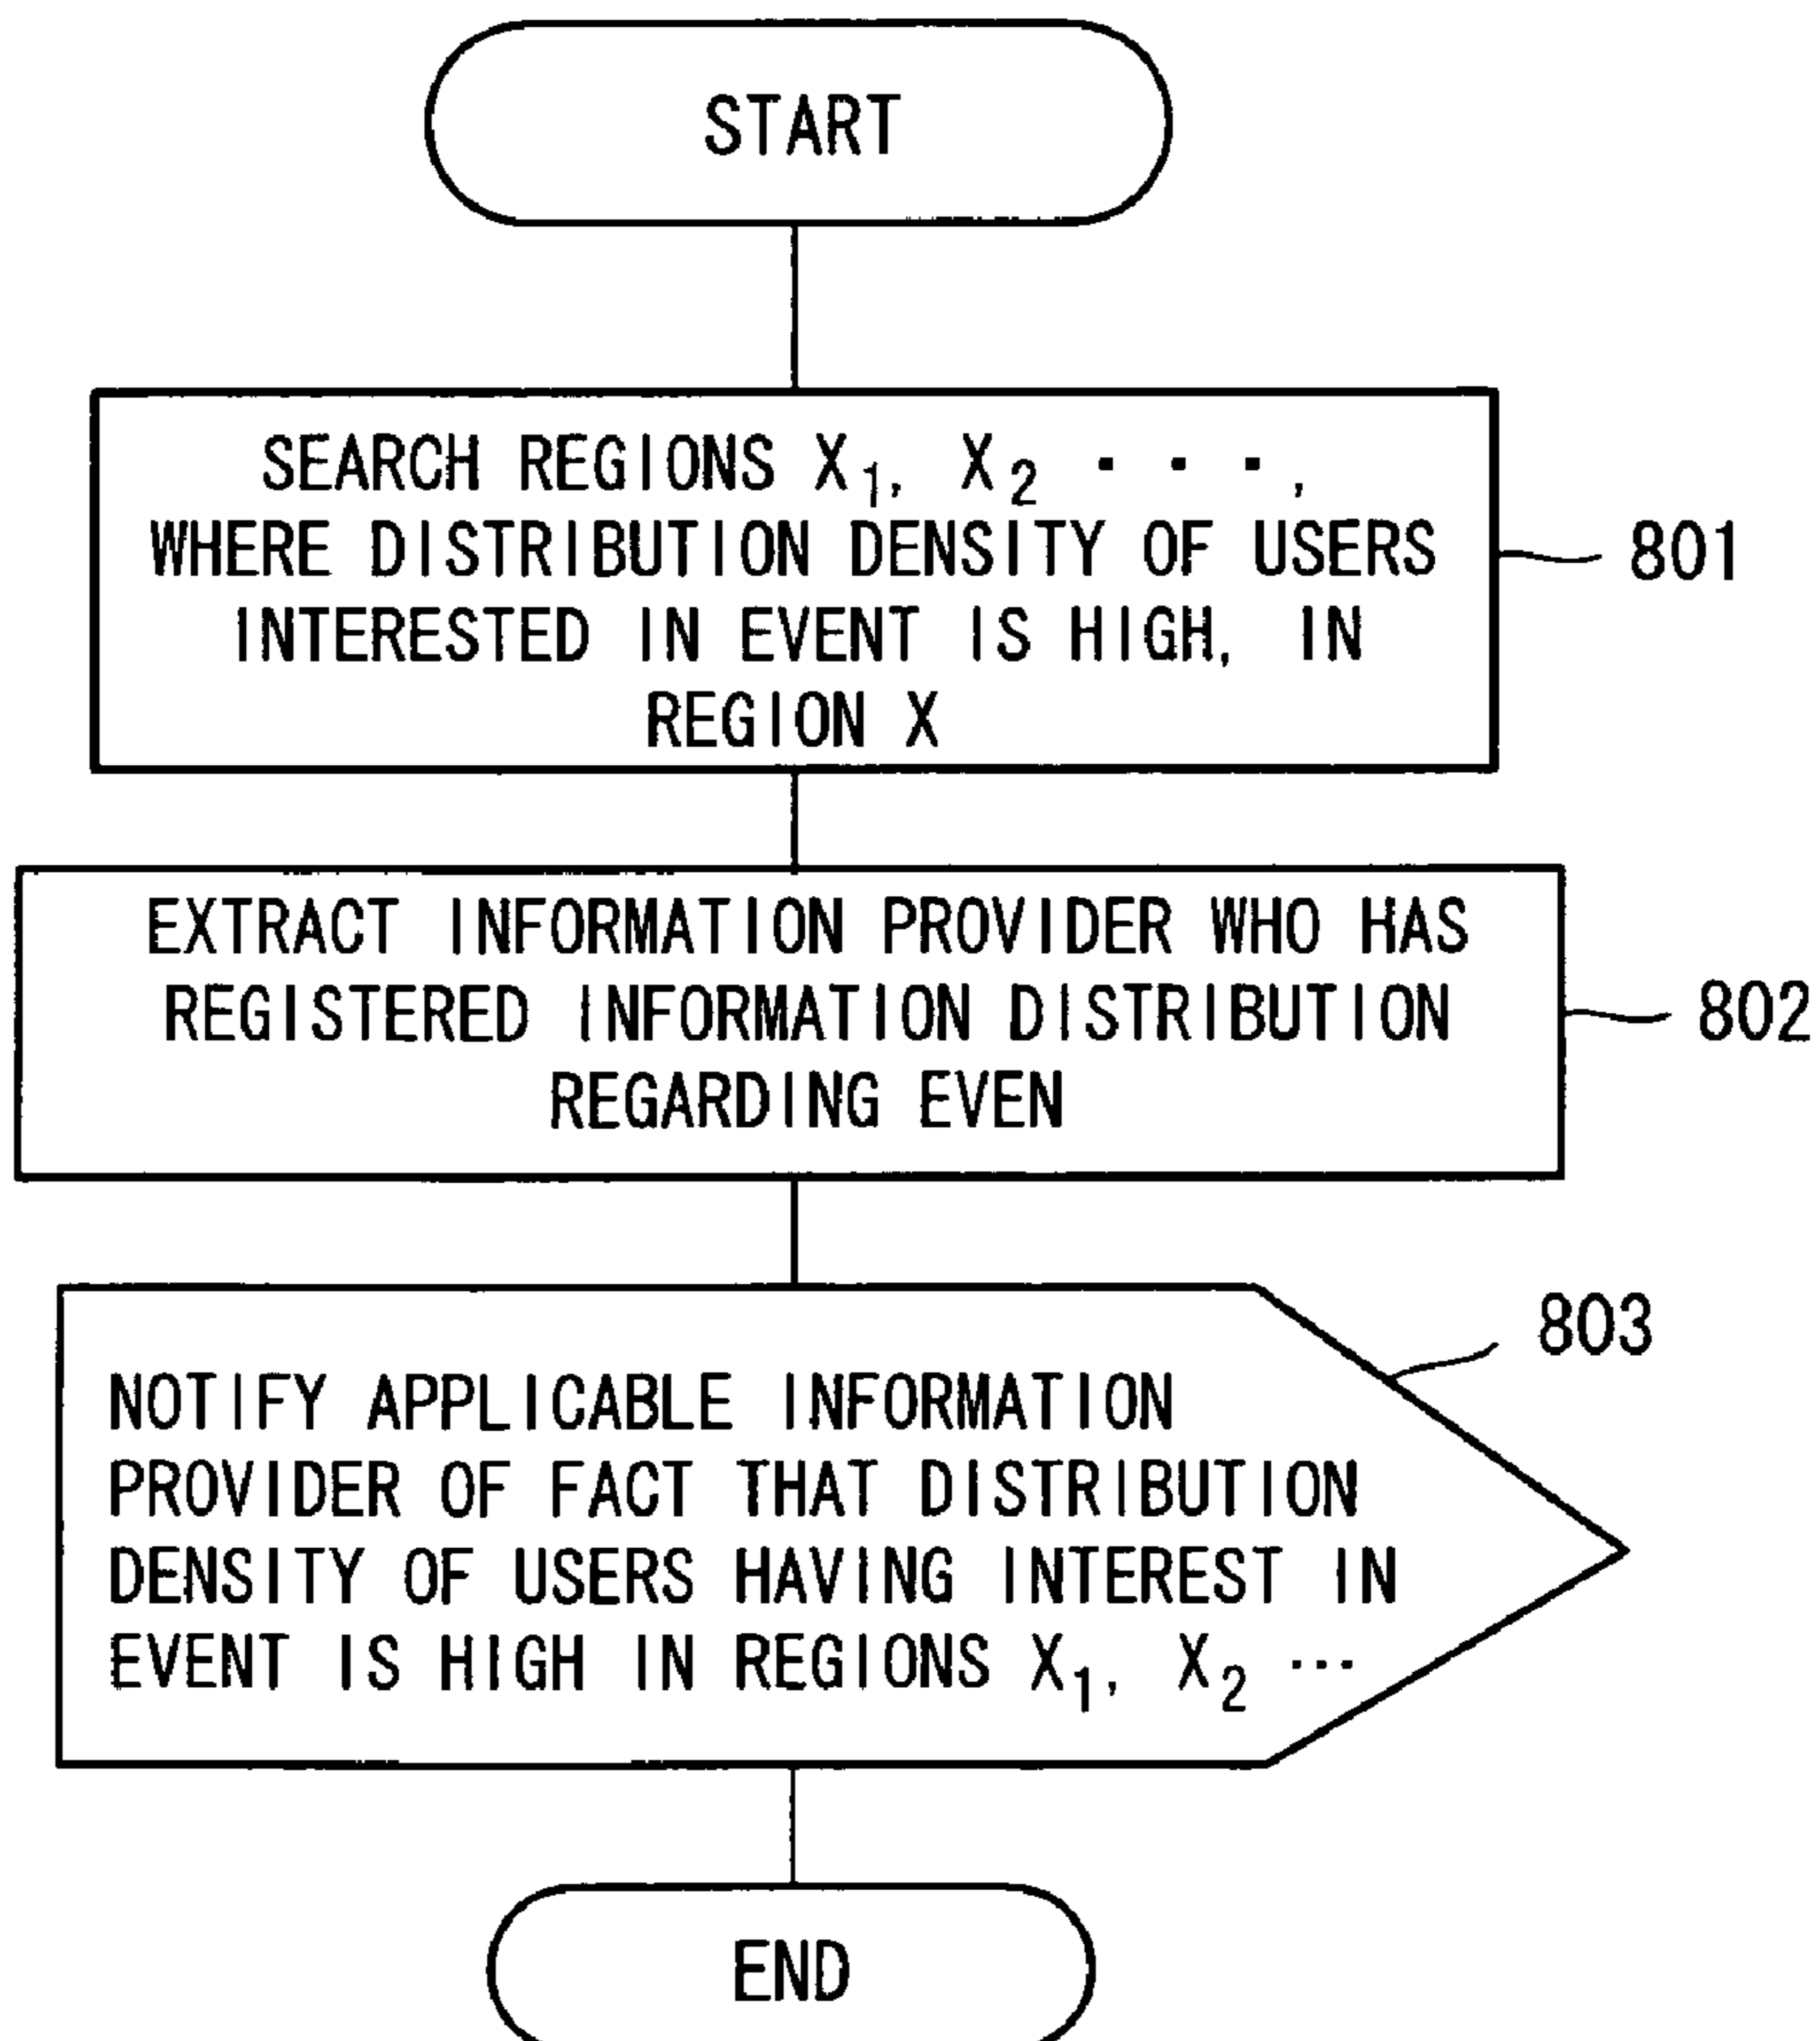 START
SEARCH REGIONS X₁, X₂ ・・・,
WHERE DISTRIBUTION DENSITY OF USERS
INTERESTED IN EVENT IS HIGH, IN
REGION X
801
EXTRACT INFORMATION PROVIDER WHO HAS
REGISTERED INFORMATION DISTRIBUTION
REGARDING EVEN
802
803
NOTIFY APPLICABLE INFORMATION
PROVIDER OF FACT THAT DISTRIBUTION
DENSITY OF USERS HAVING INTEREST IN
EVENT IS HIGH IN REGIONS X₁, X₂ ···
END